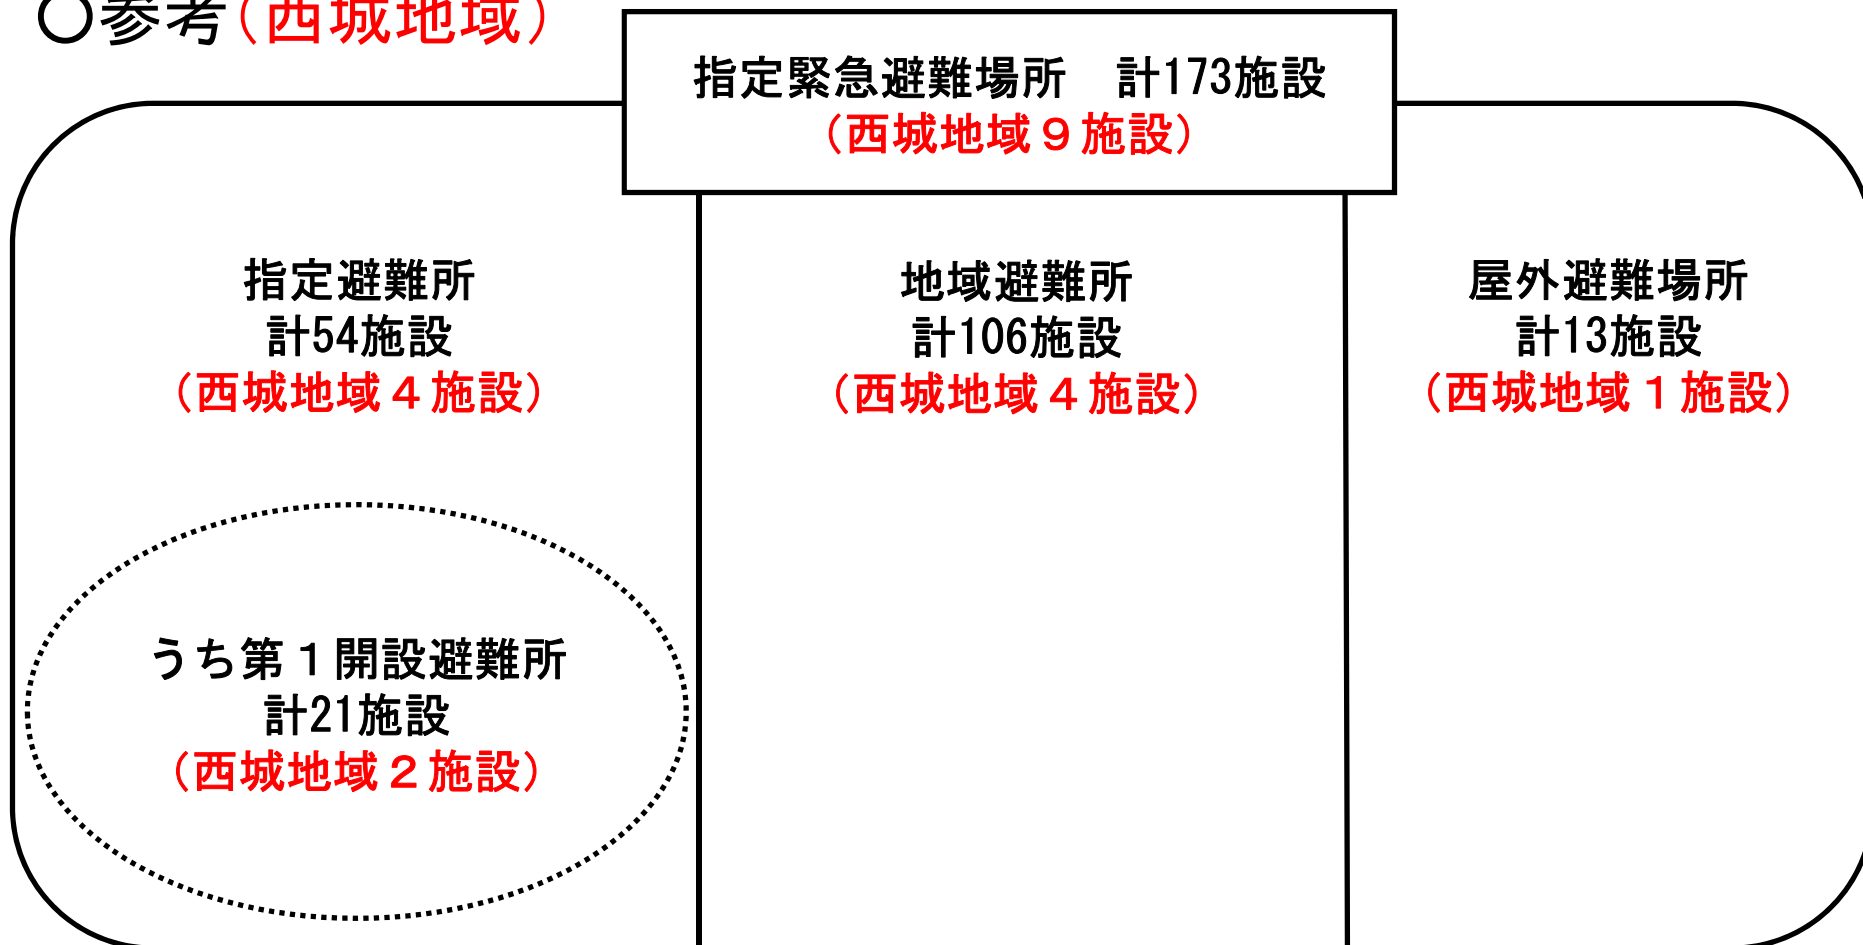 〇参考(西城地域)
指定緊急避難場所　計173施設
(西城地域９施設)
指定避難所
計54施設
(西城地域４施設)
地域避難所
計106施設
(西城地域４施設)
屋外避難場所
計13施設
(西城地域１施設)
うち第１開設避難所
計21施設
(西城地域２施設)